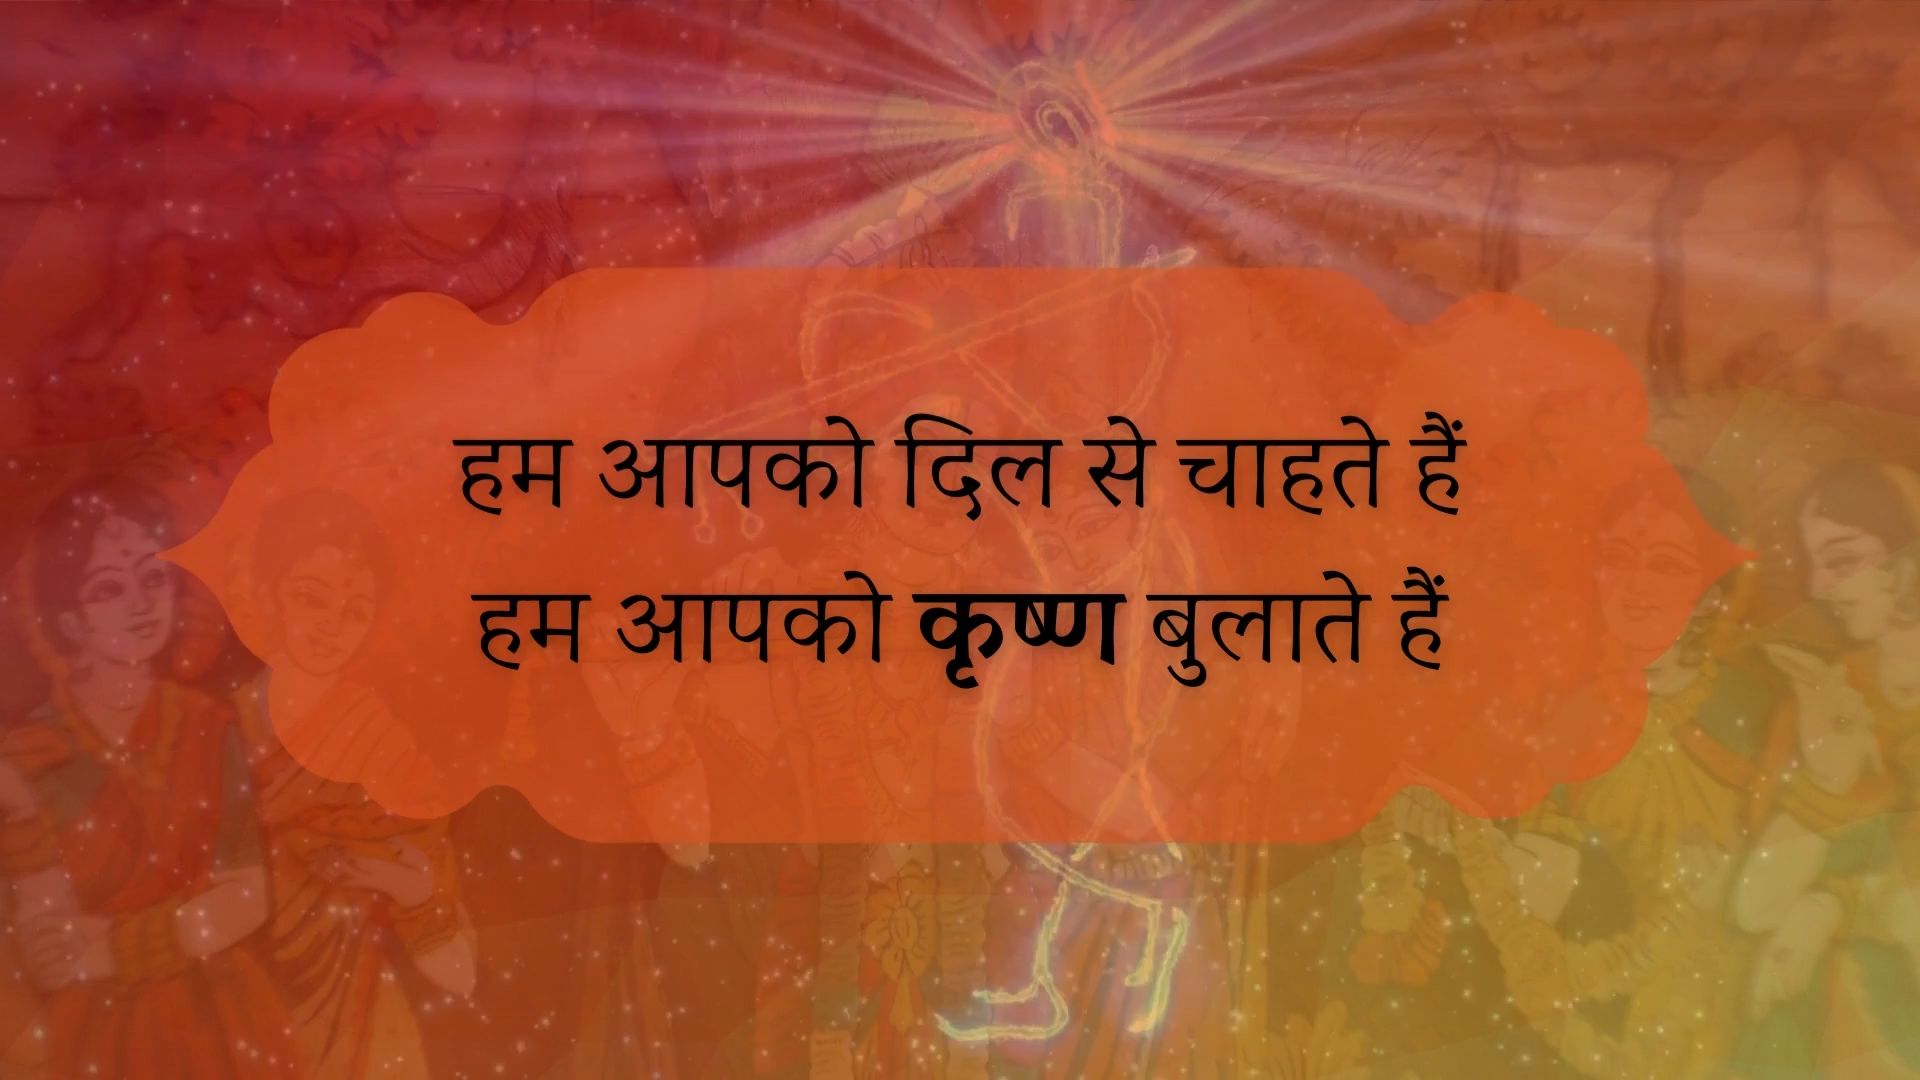 हम आपको दिल से चाहते हैं
हम आपको कृष्ण बुलाते हैं